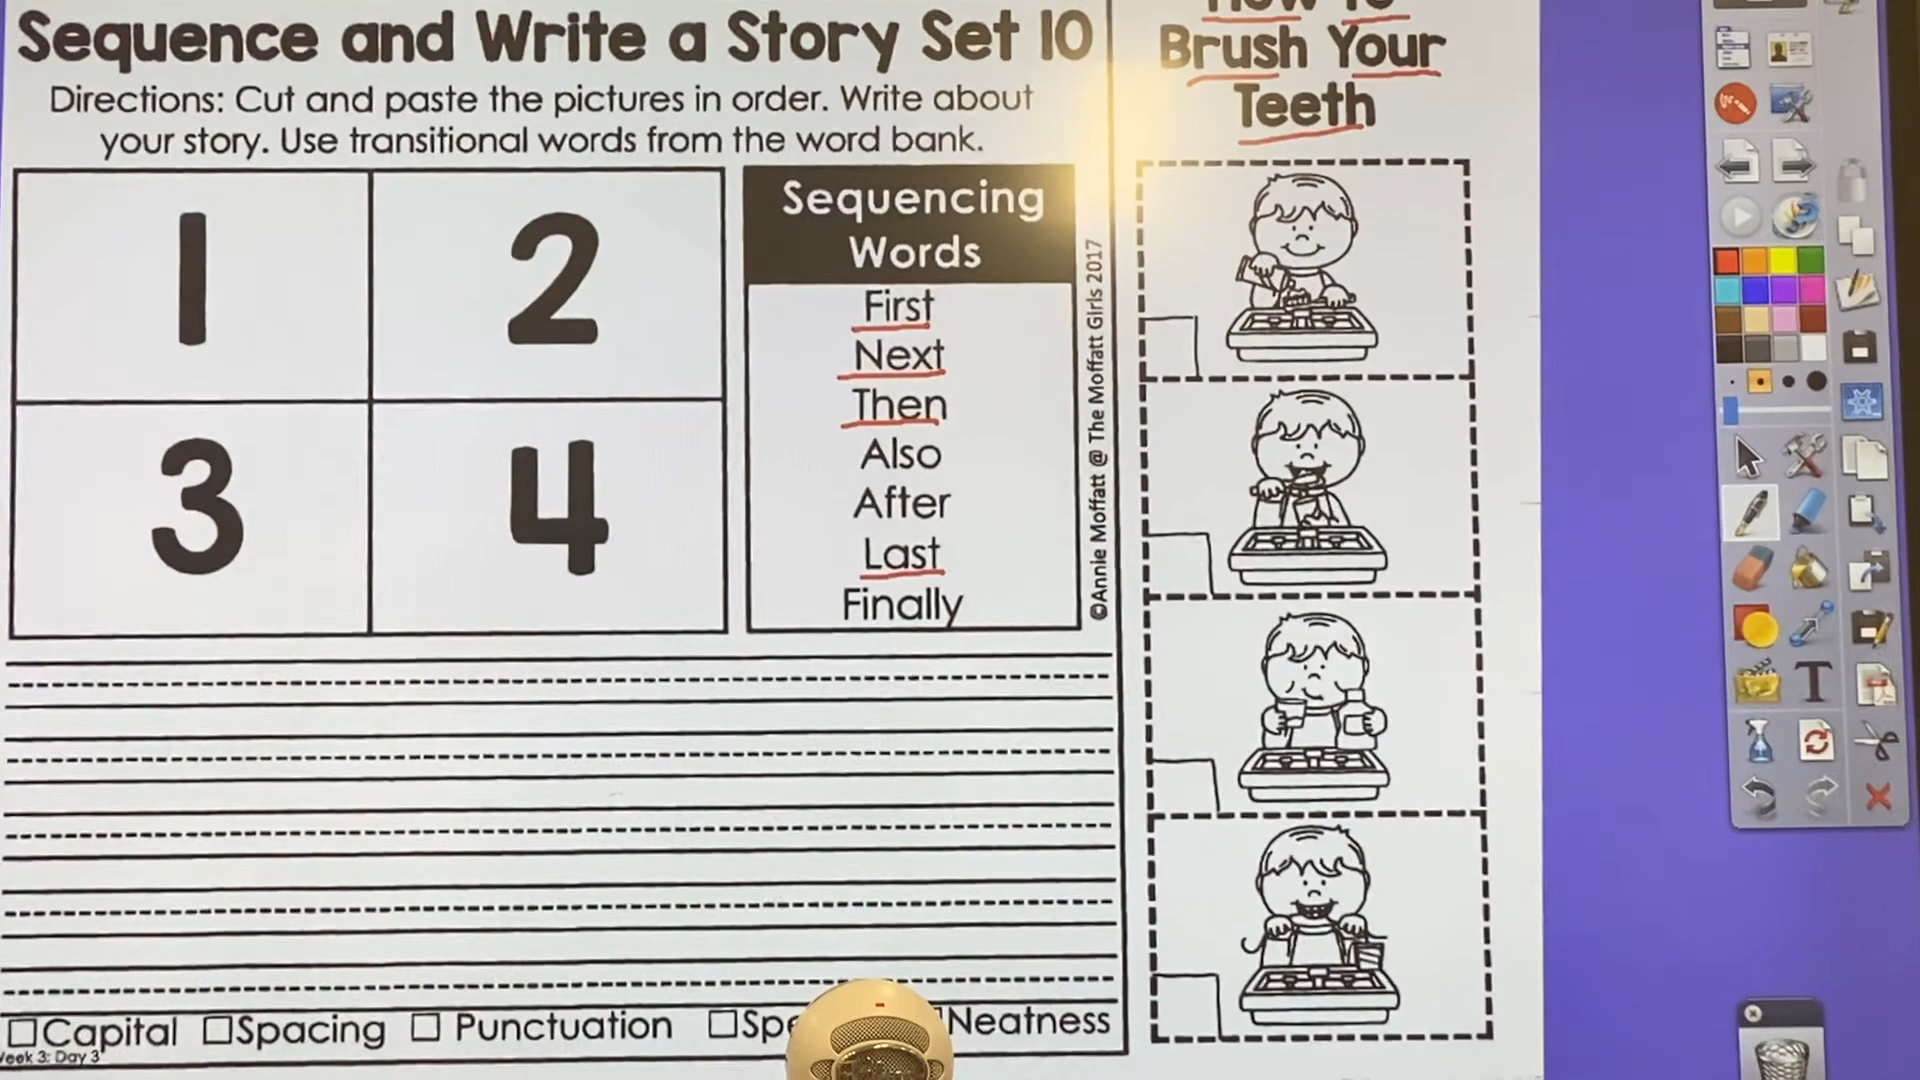 Sequence and Write a Story Set 10
Directions: Cut and paste the pictures in order. Write about
your story. Use transitional words from the word bank.
1
2
3
4
Sequencing
Words
First
Next
Then
Also
After
Last
Finally
©Annie Moffatt @ The Moffatt Girls 2017
How To
Brush Your
Teeth
Capital
Spacing
Punctuation
Neatness
Week 3: Day 3
T